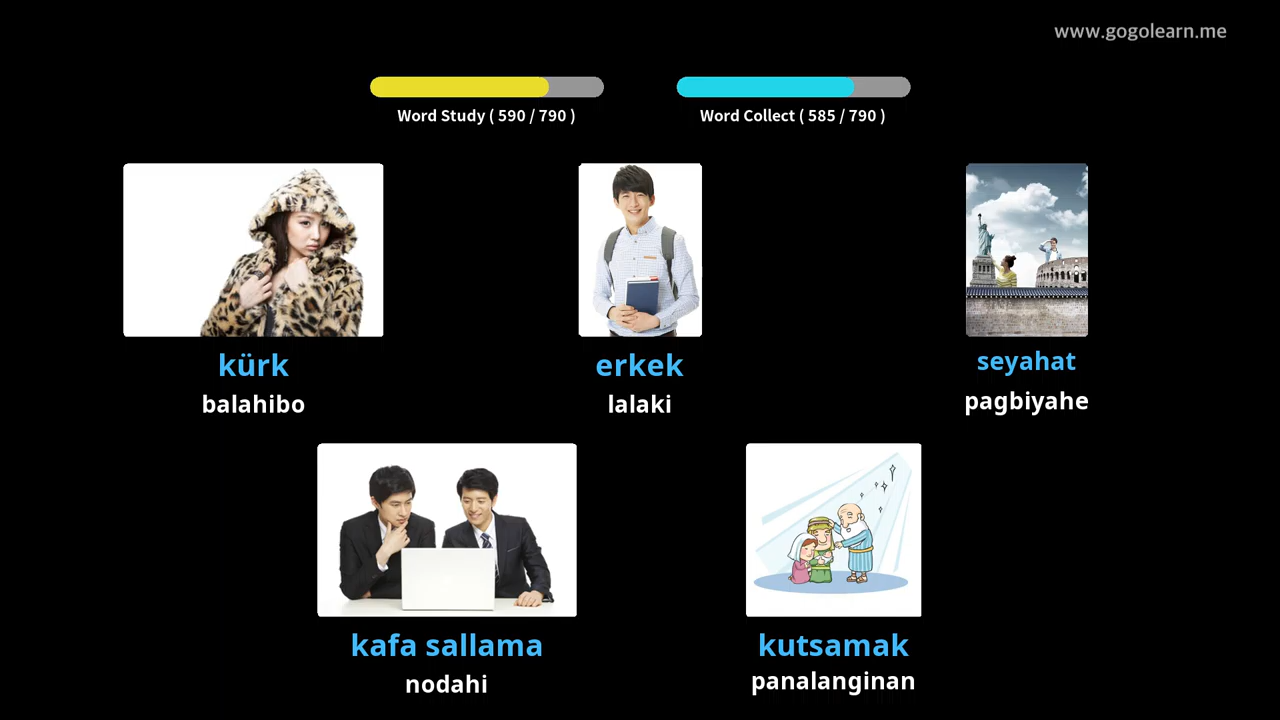 www.gogolearn.me
Word Study ( 590 / 790 )
Word Collect ( 585 / 790 )
kürk
balahibo
erkek
lalaki
seyahat
pagbiyahe
kafa sallama
nodahi
kutsamak
panalanginan